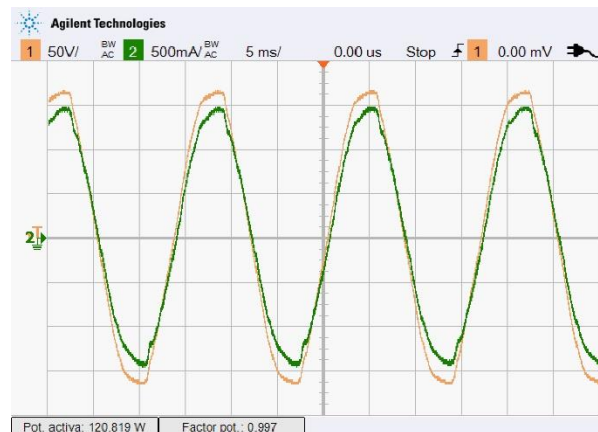 Agilent Technologies
1 50V/ BW AC 2 500mA/ BW AC 5 ms/ 0.00 us Stop 1 0.00 mV
2
Pot. activa: 120.819 W Factor pot.: 0.997